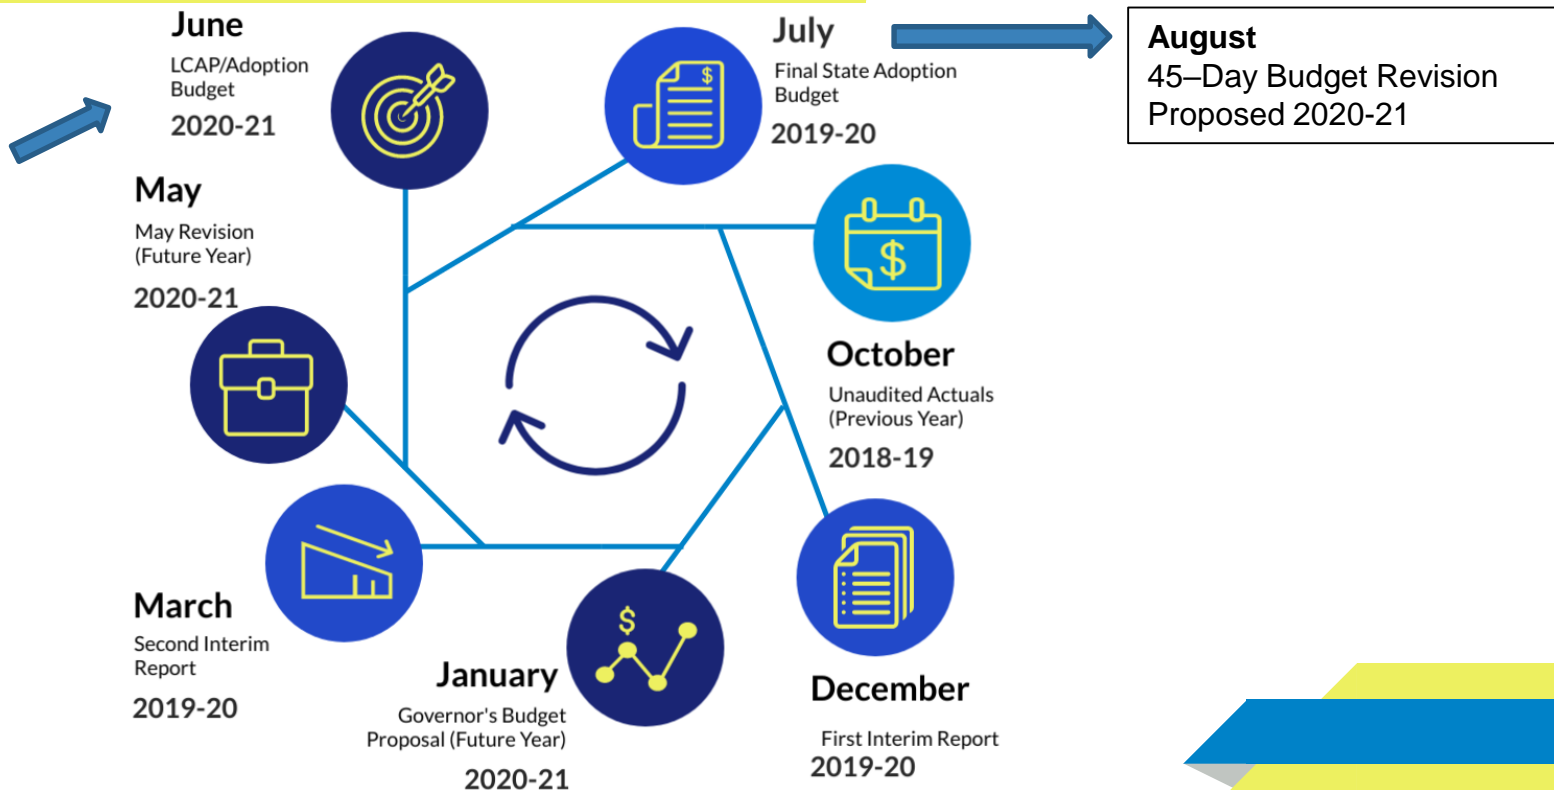 June
LCAP/Adoption
Budget
2020-21
July
Final State Adoption
Budget
2019-20
August
45–Day Budget Revision
Proposed 2020-21
May
May Revision
(Future Year)
2020-21
$
$
October
Unaudited Actuals
(Previous Year)
2018-19
March
Second Interim
Report
2019-20
$
January
Governor's Budget
Proposal (Future Year)
2020-21
December
First Interim Report
2019-20